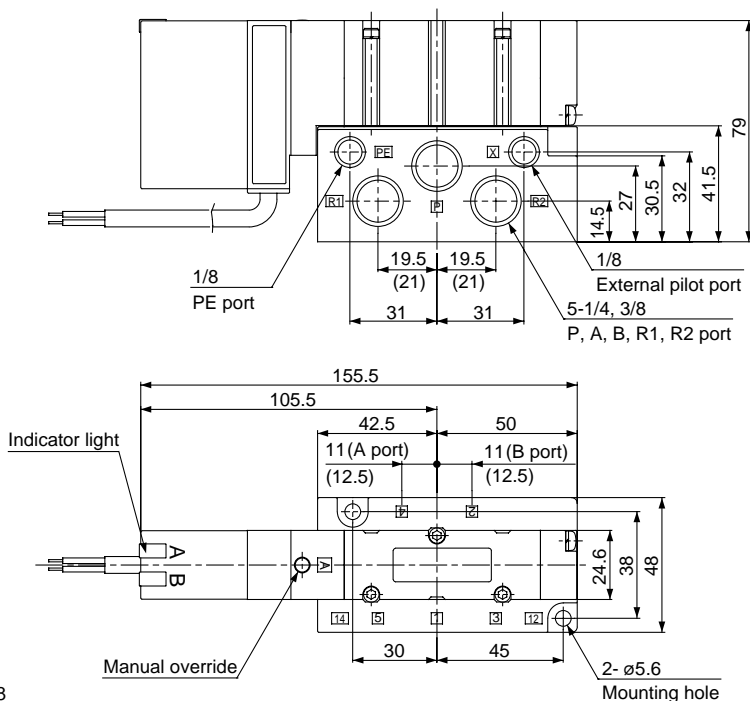 PE
X
R1
P
R2
14.5
27
30.5
32
41.5
79
19.5
19.5
(21)
(21)
31
31
1/8
PE port
1/8
External pilot port
5-1/4, 3/8
P, A, B, R1, R2 port
155.5
105.5
42.5
50
Indicator light
11(A port)
11(B port)
(12.5)
(12.5)
4
2
A
B
A
24.6
38
48
14
5
1
3
12
Manual override
30
45
2- ø5.6
Mounting hole
3